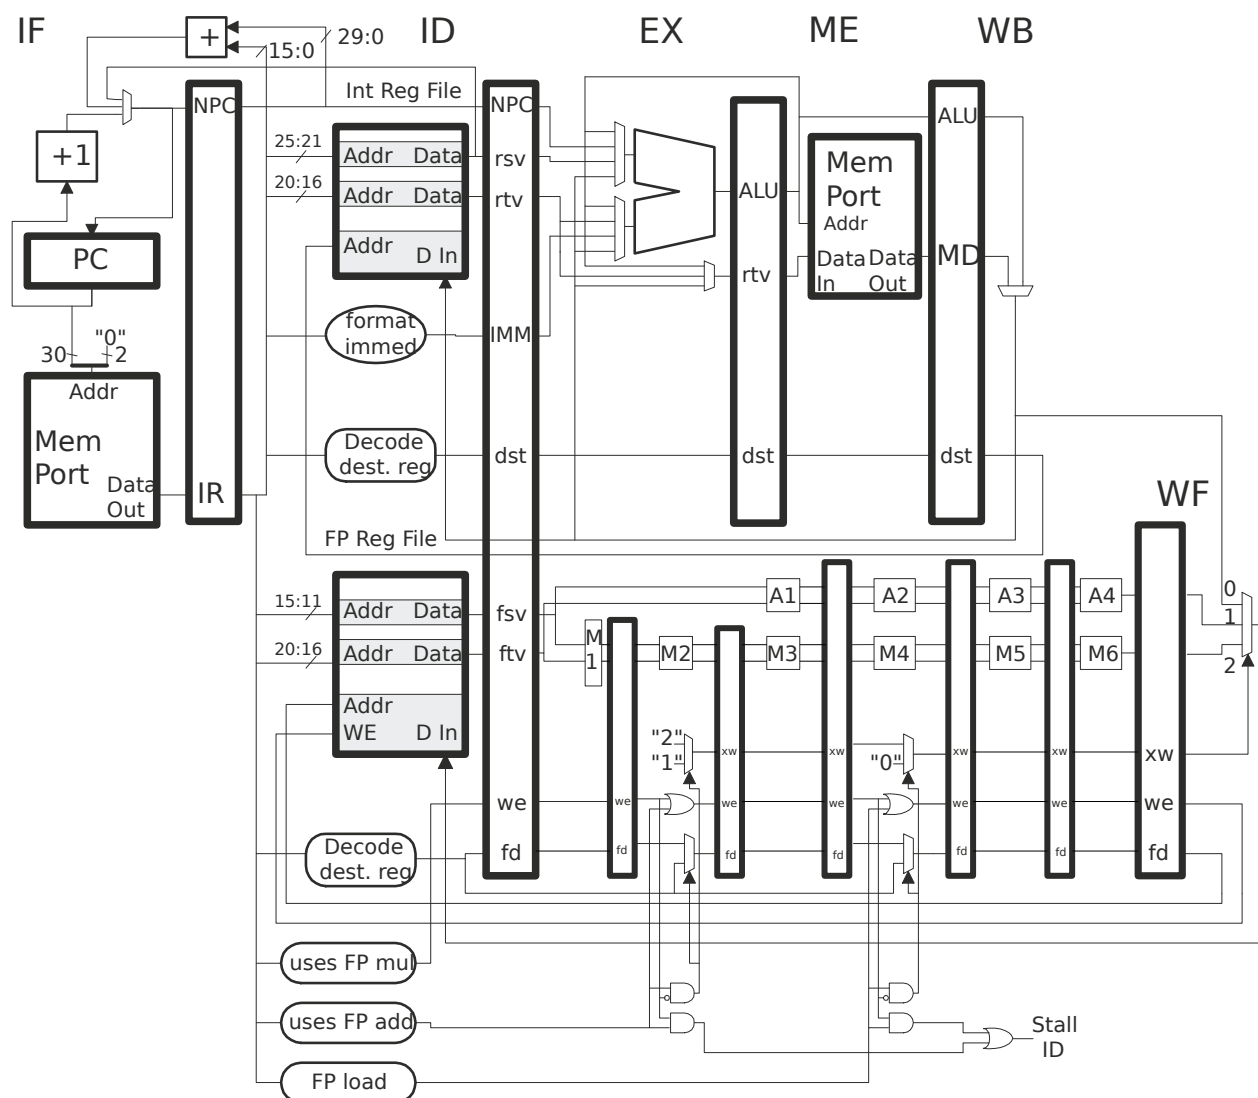 IF
ID
EX
ME
WB
+
15:0
29:0
+1
PC
"0"
30
2
Addr
Mem
Port
Data
Out
NPC
IR
Int Reg File
25:21
Addr
Data
20:16
Addr
Data
Addr
D In
format
immed
Decode
dest. reg
NPC
rsv
rtv
IMM
dst
ALU
rtv
dst
Mem
Port
Addr
Data
In
Data
Out
ALU
MD
dst
WF
FP Reg File
15:11
Addr
Data
20:16
Addr
Data
Addr
WE
D In
fsv
ftv
we
fd
A1
A2
A3
A4
M
1
M2
M3
M4
M5
M6
0
1
2
"2"
"1"
xw
xw
"0"
xw
xw
xw
we
we
we
we
we
we
fd
fd
fd
fd
fd
fd
Decode
dest. reg
uses FP mul
uses FP add
FP load
Stall
ID